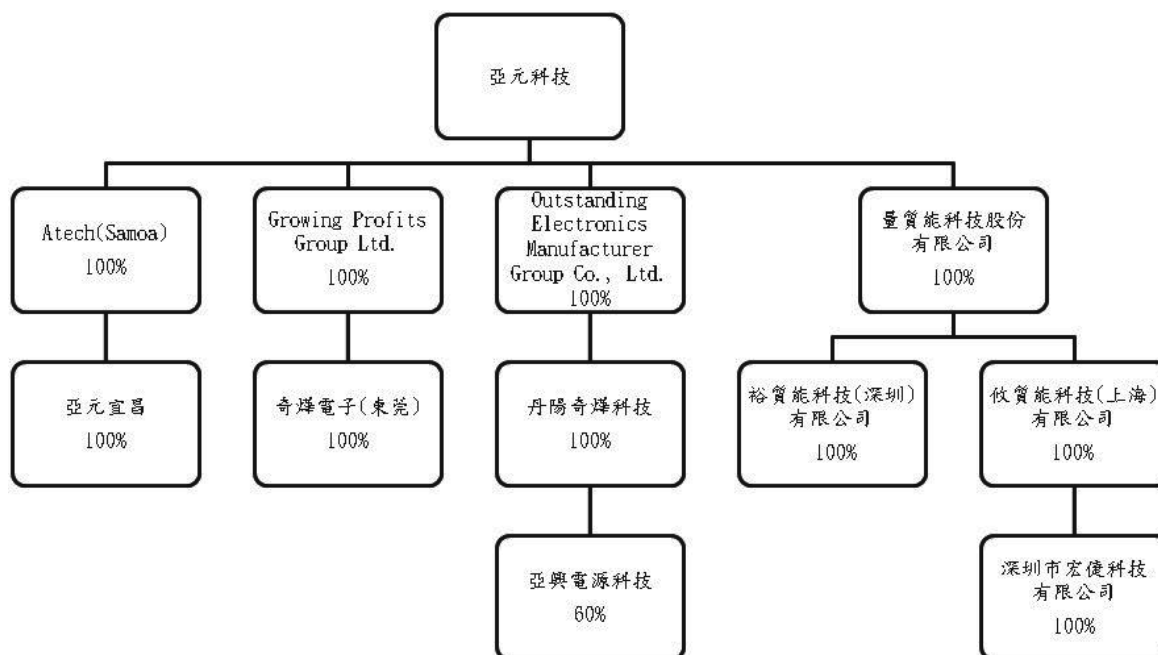 亞元科技
Atech(Samoa)
100%
Growing Profits
Group Ltd.
100%
Outstanding
Electronics
Manufacturer
Group Co., Ltd.
100%
量質能科技股份
有限公司
100%
亞元宜昌
100%
奇燁電子(東莞)
100%
丹陽奇燁科技
100%
裕質能科技(深圳)
有限公司
100%
攸質能科技(上海)
有限公司
100%
亞興電源科技
60%
深圳市宏偉科技
有限公司
100%